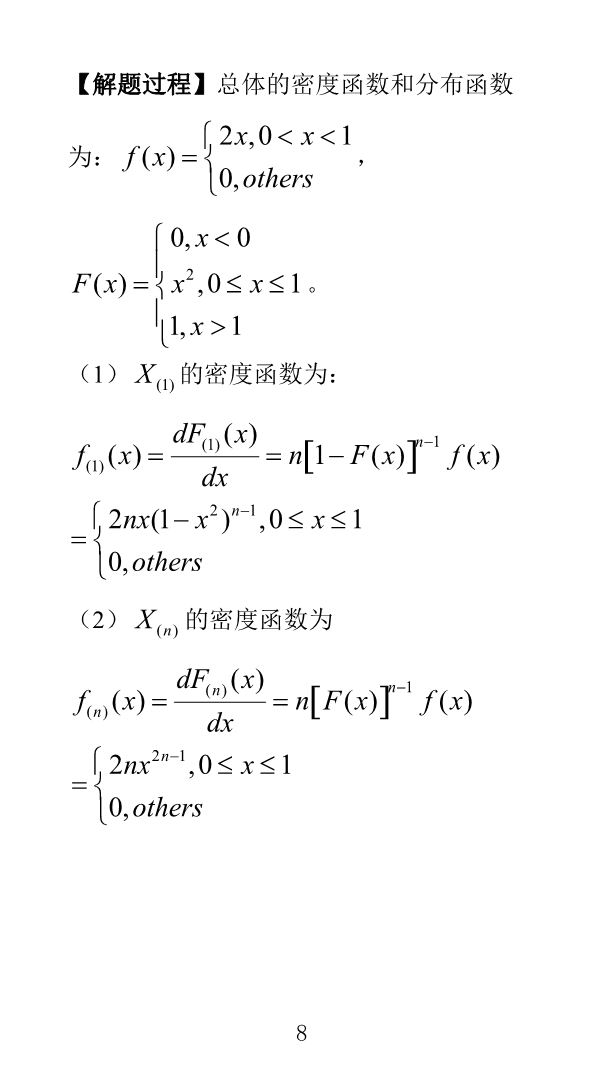 【解题过程】总体的密度函数和分布函数
为：f(x)={2x,0<x<1 0,others，
F(x)={0,x<0 x²,0≤x≤1 1,x>1。
（1）X₍₁₎的密度函数为：
f₍₁₎(x)=dF₍₁₎(x)/dx=n[1−F(x)]ⁿ⁻¹f(x)
={2nx(1−x²)ⁿ⁻¹,0≤x≤1 0,others
（2）X₍ₙ₎的密度函数为
f₍ₙ₎(x)=dF₍ₙ₎(x)/dx=n[F(x)]ⁿ⁻¹f(x)
={2nx²ⁿ⁻¹,0≤x≤1 0,others
8